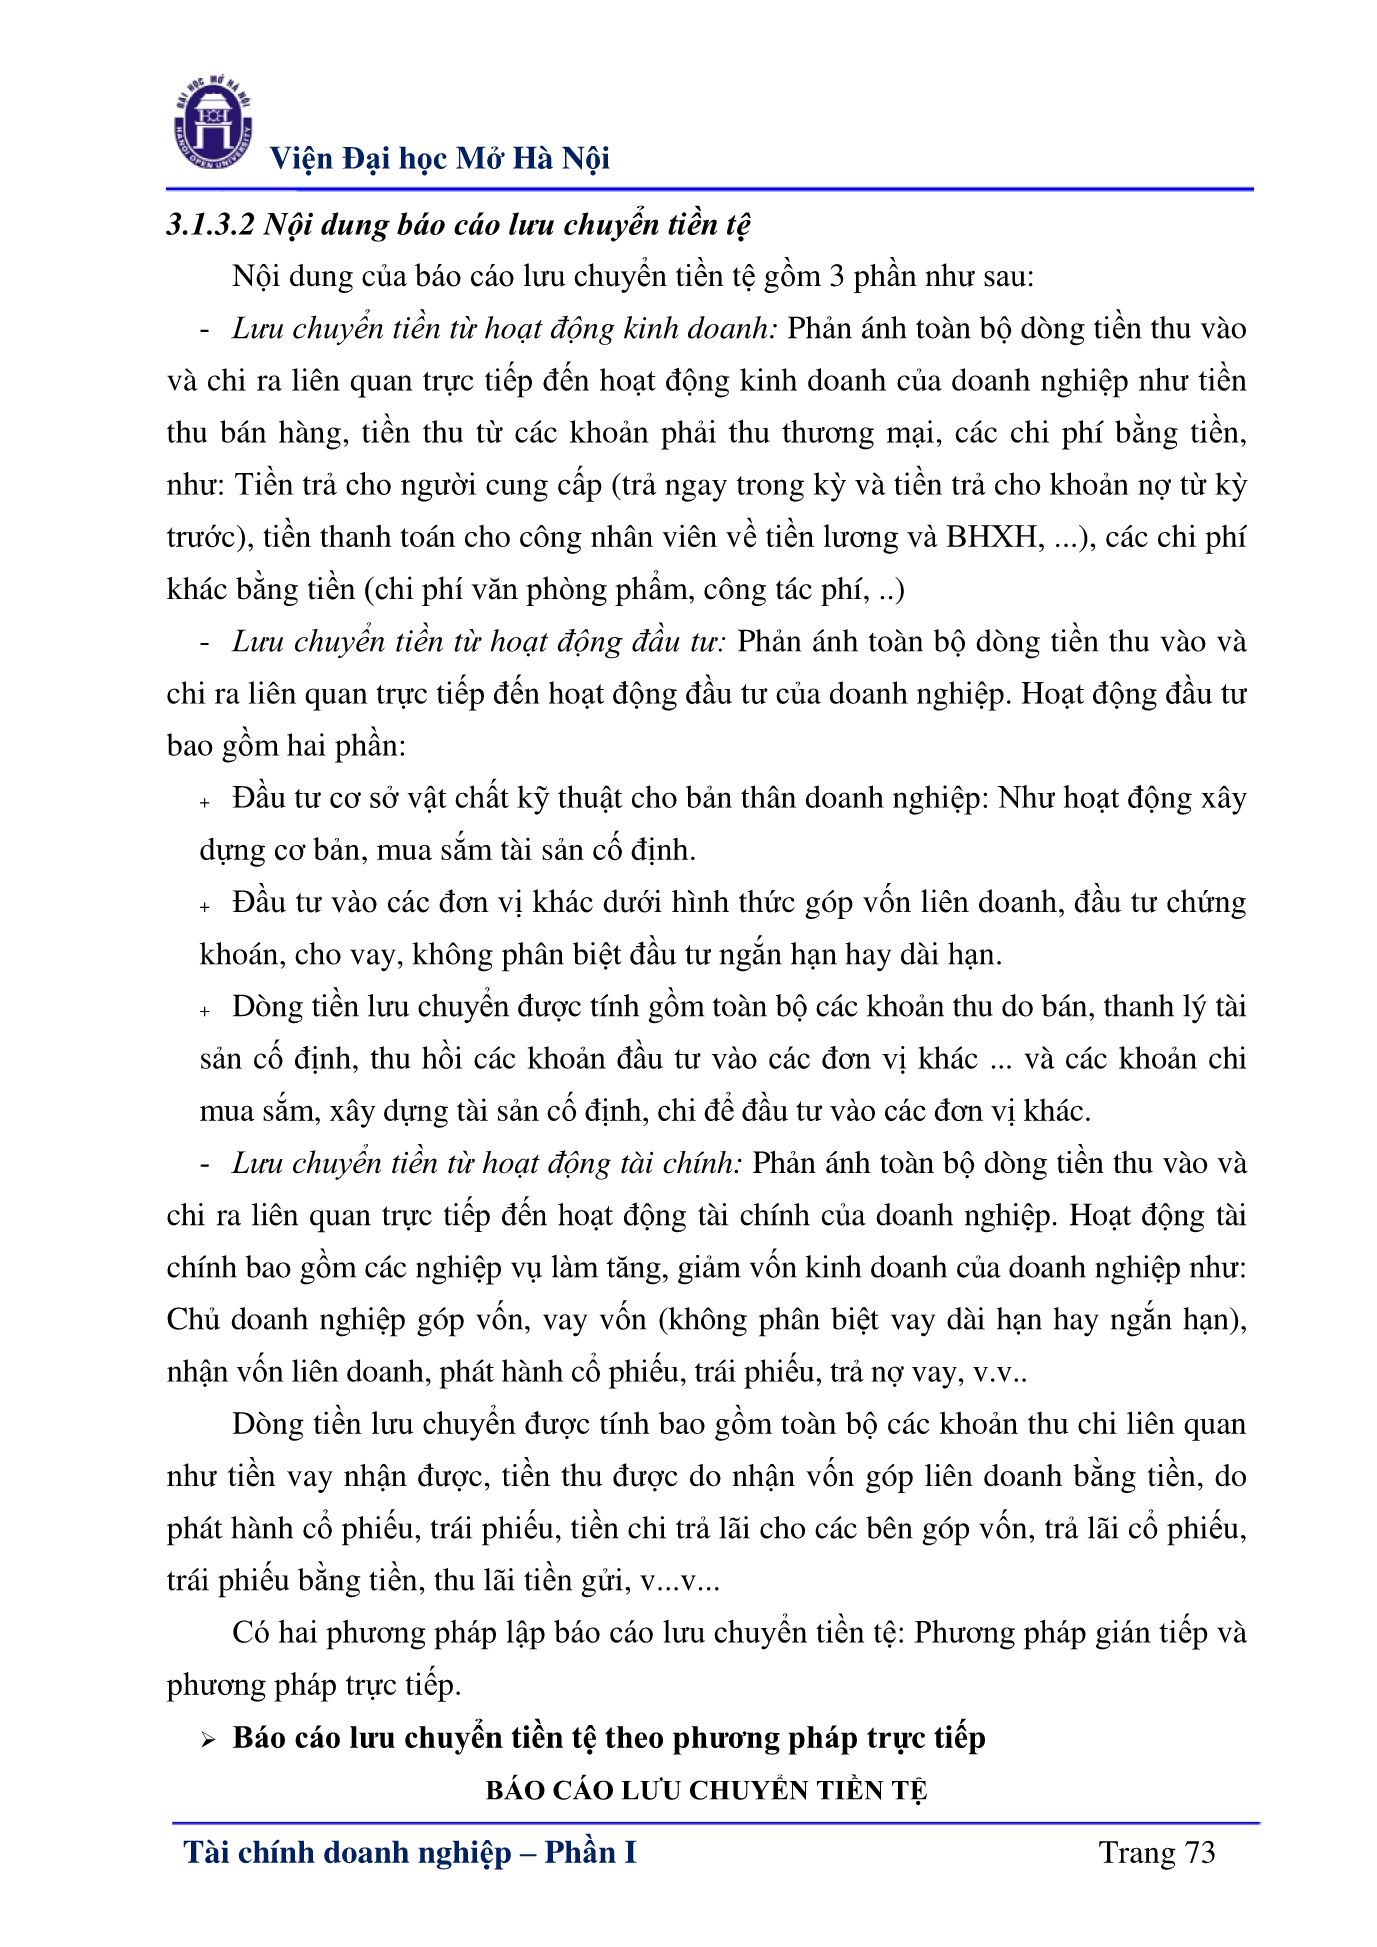 ĐẠI HỌC MỞ HÀ NỘI
HANOI OPEN UNIVERSITY
Viện Đại học Mở Hà Nội
3.1.3.2 Nội dung báo cáo lưu chuyển tiền tệ
Nội dung của báo cáo lưu chuyển tiền tệ gồm 3 phần như sau:
- Lưu chuyển tiền từ hoạt động kinh doanh: Phản ánh toàn bộ dòng tiền thu vào
và chi ra liên quan trực tiếp đến hoạt động kinh doanh của doanh nghiệp như tiền
thu bán hàng, tiền thu từ các khoản phải thu thương mại, các chi phí bằng tiền,
như: Tiền trả cho người cung cấp (trả ngay trong kỳ và tiền trả cho khoản nợ từ kỳ
trước), tiền thanh toán cho công nhân viên về tiền lương và BHXH, ...), các chi phí
khác bằng tiền (chi phí văn phòng phẩm, công tác phí, ..)
- Lưu chuyển tiền từ hoạt động đầu tư: Phản ánh toàn bộ dòng tiền thu vào và
chi ra liên quan trực tiếp đến hoạt động đầu tư của doanh nghiệp. Hoạt động đầu tư
bao gồm hai phần:
+ Đầu tư cơ sở vật chất kỹ thuật cho bản thân doanh nghiệp: Như hoạt động xây
dựng cơ bản, mua sắm tài sản cố định.
+ Đầu tư vào các đơn vị khác dưới hình thức góp vốn liên doanh, đầu tư chứng
khoán, cho vay, không phân biệt đầu tư ngắn hạn hay dài hạn.
+ Dòng tiền lưu chuyển được tính gồm toàn bộ các khoản thu do bán, thanh lý tài
sản cố định, thu hồi các khoản đầu tư vào các đơn vị khác ... và các khoản chi
mua sắm, xây dựng tài sản cố định, chi để đầu tư vào các đơn vị khác.
- Lưu chuyển tiền từ hoạt động tài chính: Phản ánh toàn bộ dòng tiền thu vào và
chi ra liên quan trực tiếp đến hoạt động tài chính của doanh nghiệp. Hoạt động tài
chính bao gồm các nghiệp vụ làm tăng, giảm vốn kinh doanh của doanh nghiệp như:
Chủ doanh nghiệp góp vốn, vay vốn (không phân biệt vay dài hạn hay ngắn hạn),
nhận vốn liên doanh, phát hành cổ phiếu, trái phiếu, trả nợ vay, v.v..
Dòng tiền lưu chuyển được tính bao gồm toàn bộ các khoản thu chi liên quan
như tiền vay nhận được, tiền thu được do nhận vốn góp liên doanh bằng tiền, do
phát hành cổ phiếu, trái phiếu, tiền chi trả lãi cho các bên góp vốn, trả lãi cổ phiếu,
trái phiếu bằng tiền, thu lãi tiền gửi, v...v...
Có hai phương pháp lập báo cáo lưu chuyển tiền tệ: Phương pháp gián tiếp và
phương pháp trực tiếp.
➢ Báo cáo lưu chuyển tiền tệ theo phương pháp trực tiếp
BÁO CÁO LƯU CHUYỂN TIỀN TỆ
Tài chính doanh nghiệp – Phần I Trang 73